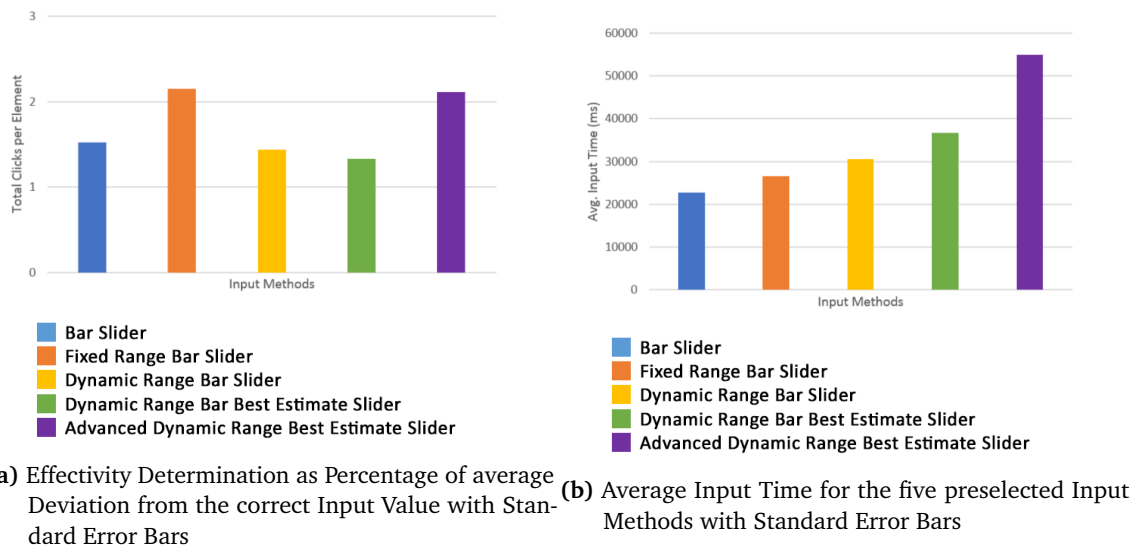 3
2
1
0
Total Clicks per Element
Input Methods
Bar Slider
Fixed Range Bar Slider
Dynamic Range Bar Slider
Dynamic Range Bar Best Estimate Slider
Advanced Dynamic Range Best Estimate Slider
a) Effectivity Determination as Percentage of average
Deviation from the correct Input Value with Stan-
dard Error Bars
60000
50000
40000
30000
20000
10000
0
Avg. Input Time (ms)
Input Methods
Bar Slider
Fixed Range Bar Slider
Dynamic Range Bar Slider
Dynamic Range Bar Best Estimate Slider
Advanced Dynamic Range Best Estimate Slider
(b) Average Input Time for the five preselected Input
Methods with Standard Error Bars